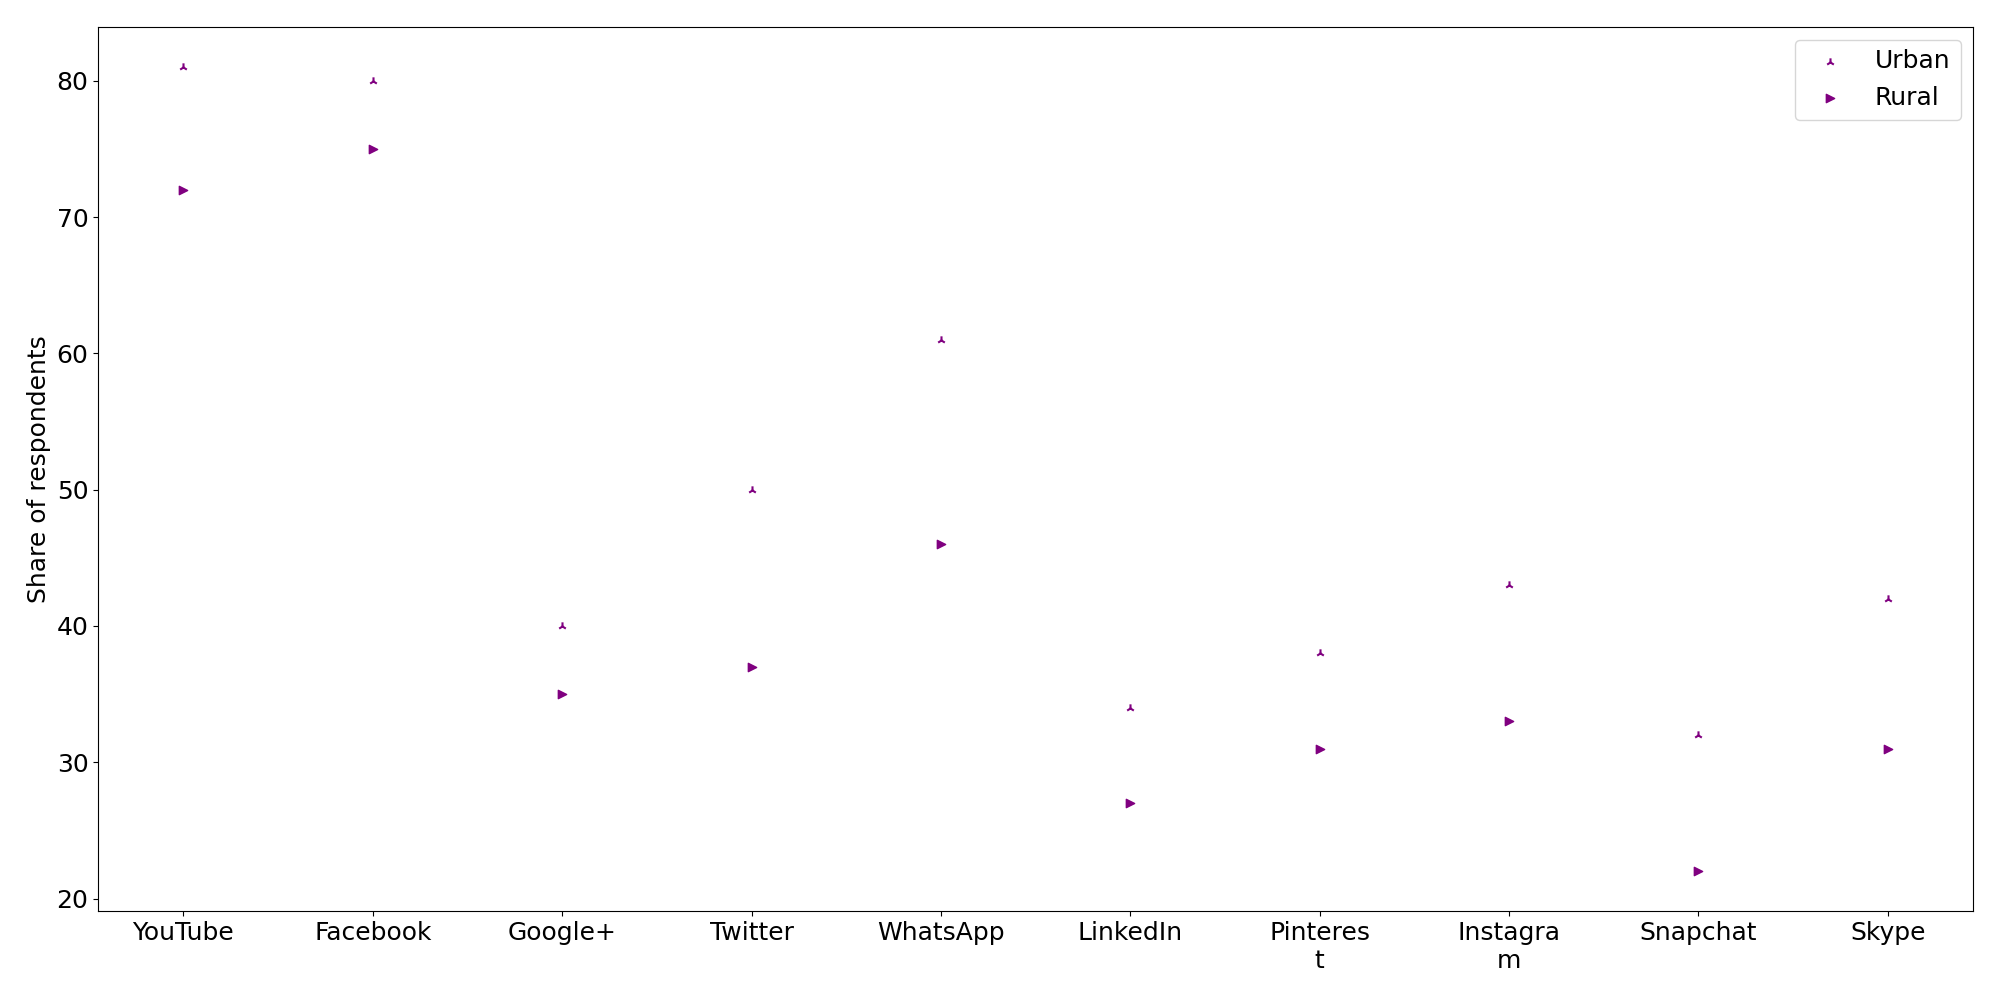 Urban
Rural
Share of respondents
80
70
60
50
40
30
20
YouTube
Facebook
Google+
Twitter
WhatsApp
LinkedIn
Pinteres
t
Instagra
m
Snapchat
Skype